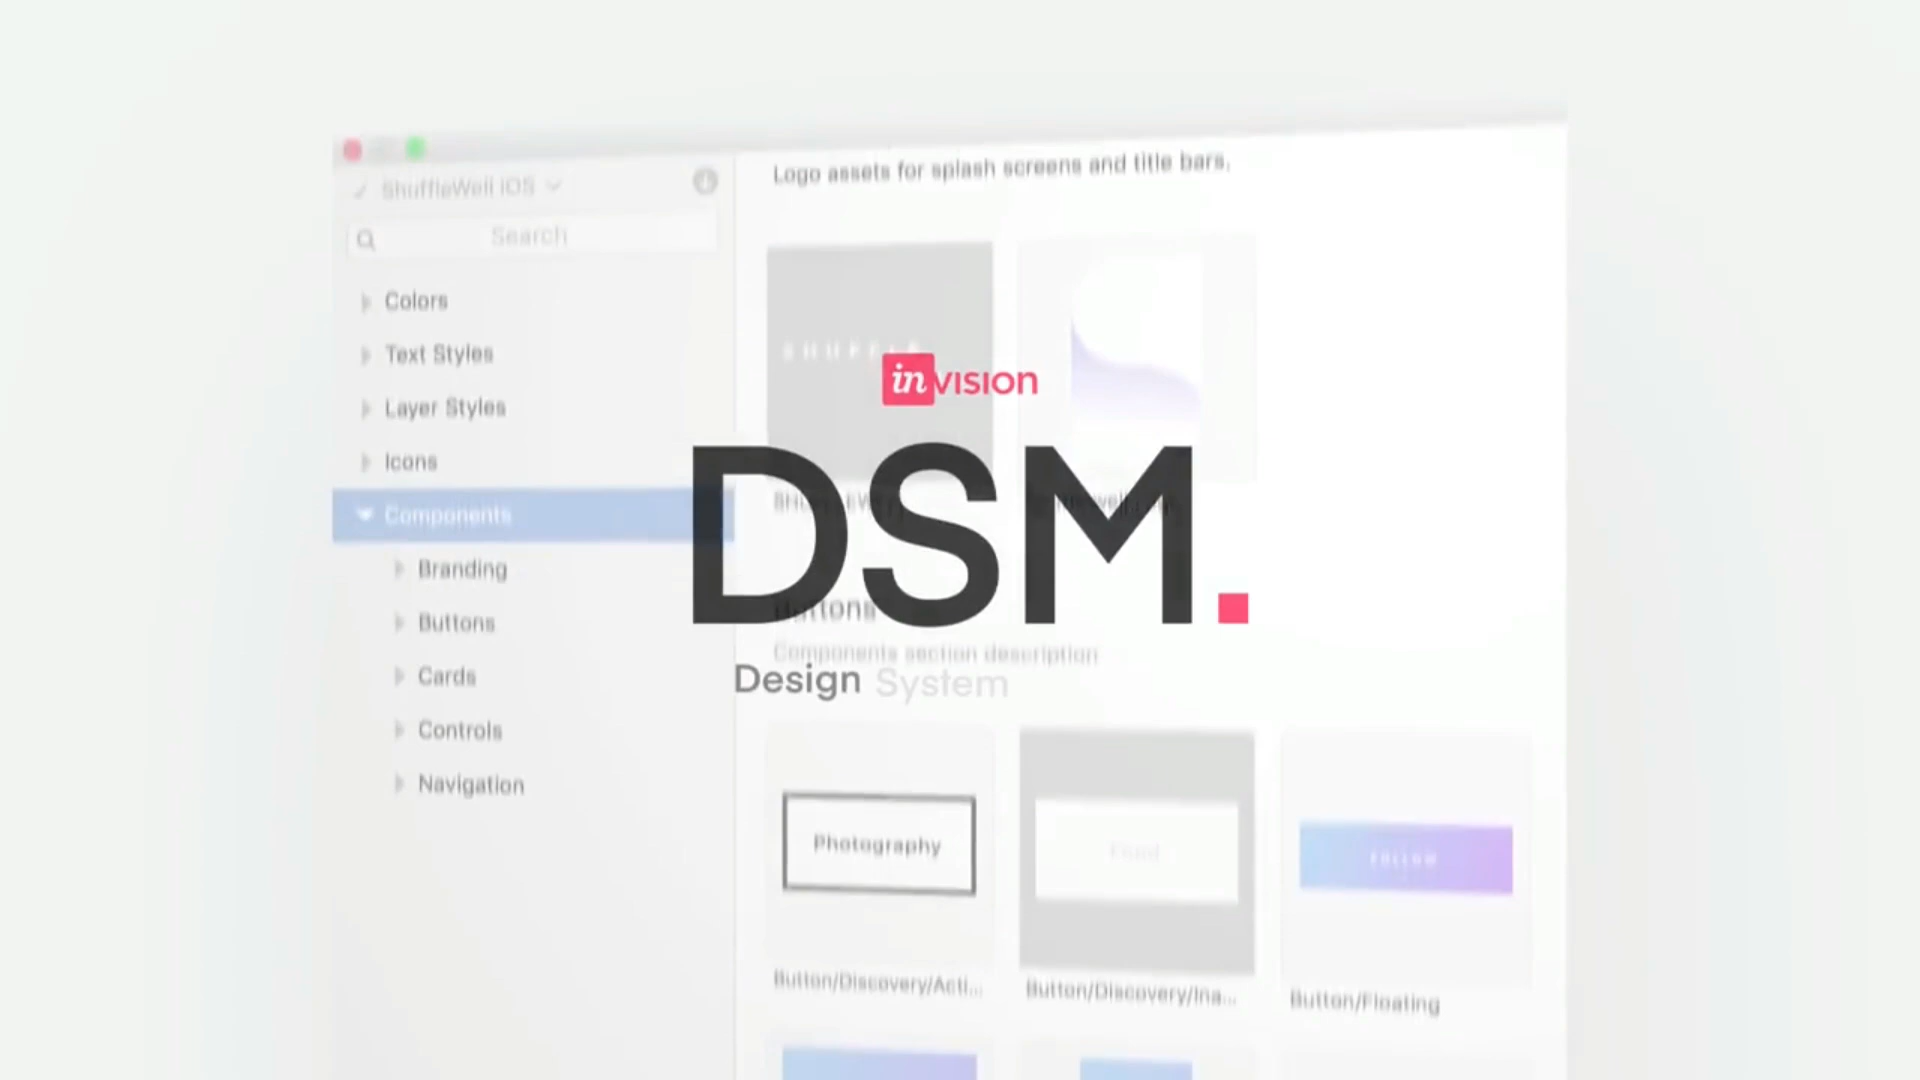 ShuffleWell iOS
Search
Colors
Text Styles
Layer Styles
Icons
Components
Branding
Buttons
Cards
Controls
Navigation
Logo assets for splash screens and title bars.
invision
DSM.
Design System
Buttons
Components section description
Photography
FOLLOW
Button/Discovery/Acti...
Button/Discovery/Ina...
Button/Floating